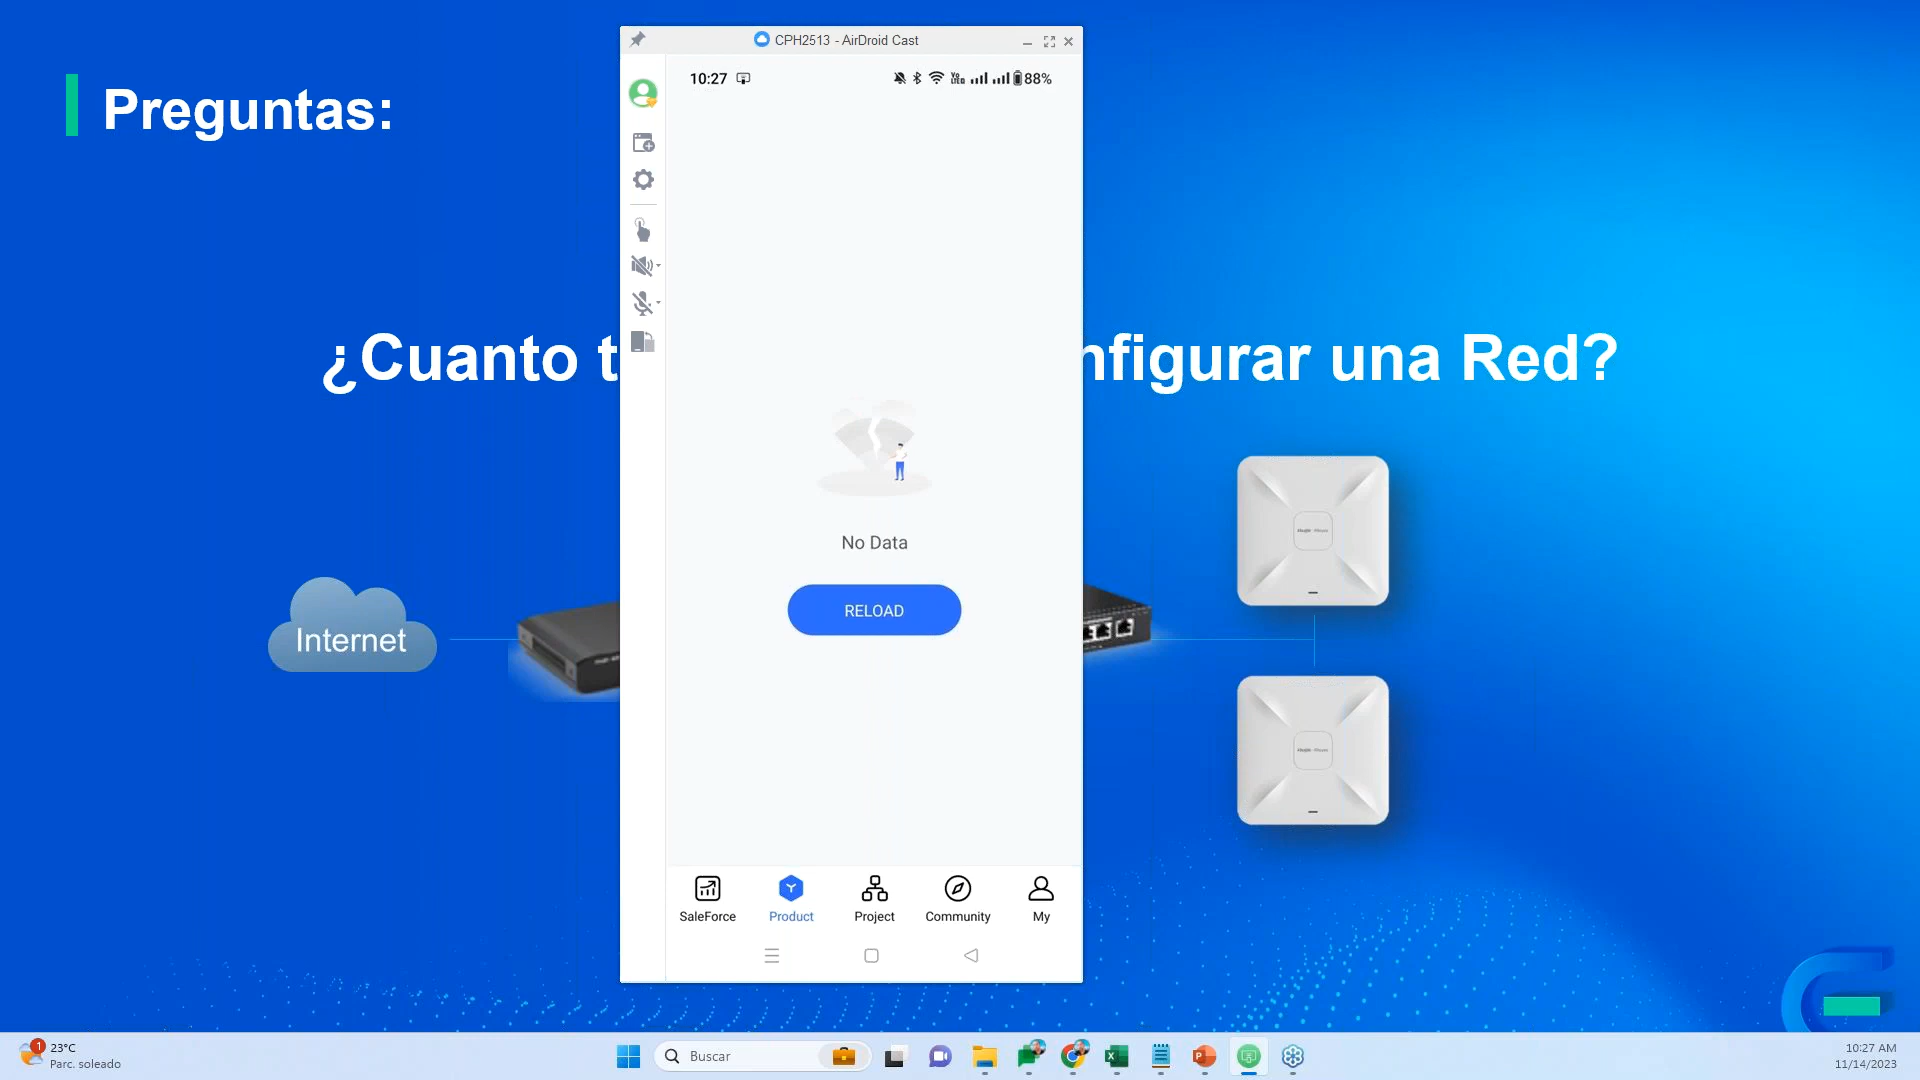 Preguntas:
CPH2513 - AirDroid Cast
10:27
88%
¿Cuanto t
nfigurar una Red?
No Data
RELOAD
Internet
SaleForce
Product
Project
Community
My
1
23°C
Parc. soleado
Buscar
10:27 AM
11/14/2023